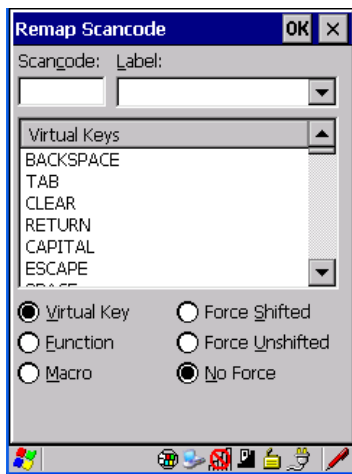 Remap Scancode OK ×
Scancode: Label:
Virtual Keys
BACKSPACE
TAB
CLEAR
RETURN
CAPITAL
ESCAPE
SPACE
Virtual Key Force Shifted
Function Force Unshifted
Macro No Force